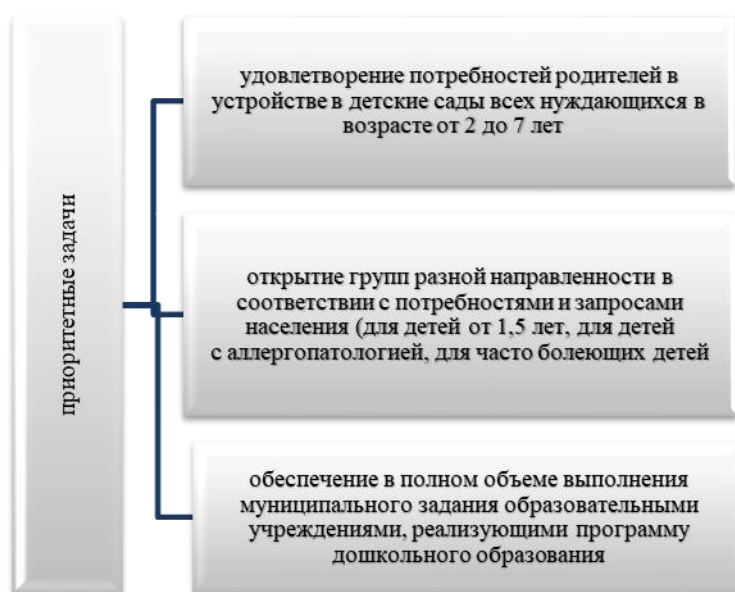 приоритетные задачи
удовлетворение потребностей родителей в
устройстве в детские сады всех нуждающихся в
возрасте от 2 до 7 лет
открытие групп разной направленности в
соответствии с потребностями и запросами
населения (для детей от 1,5 лет, для детей
с аллергопатологией, для часто болеющих детей
обеспечение в полном объеме выполнения
муниципального задания образовательными
учреждениями, реализующими программу
дошкольного образования